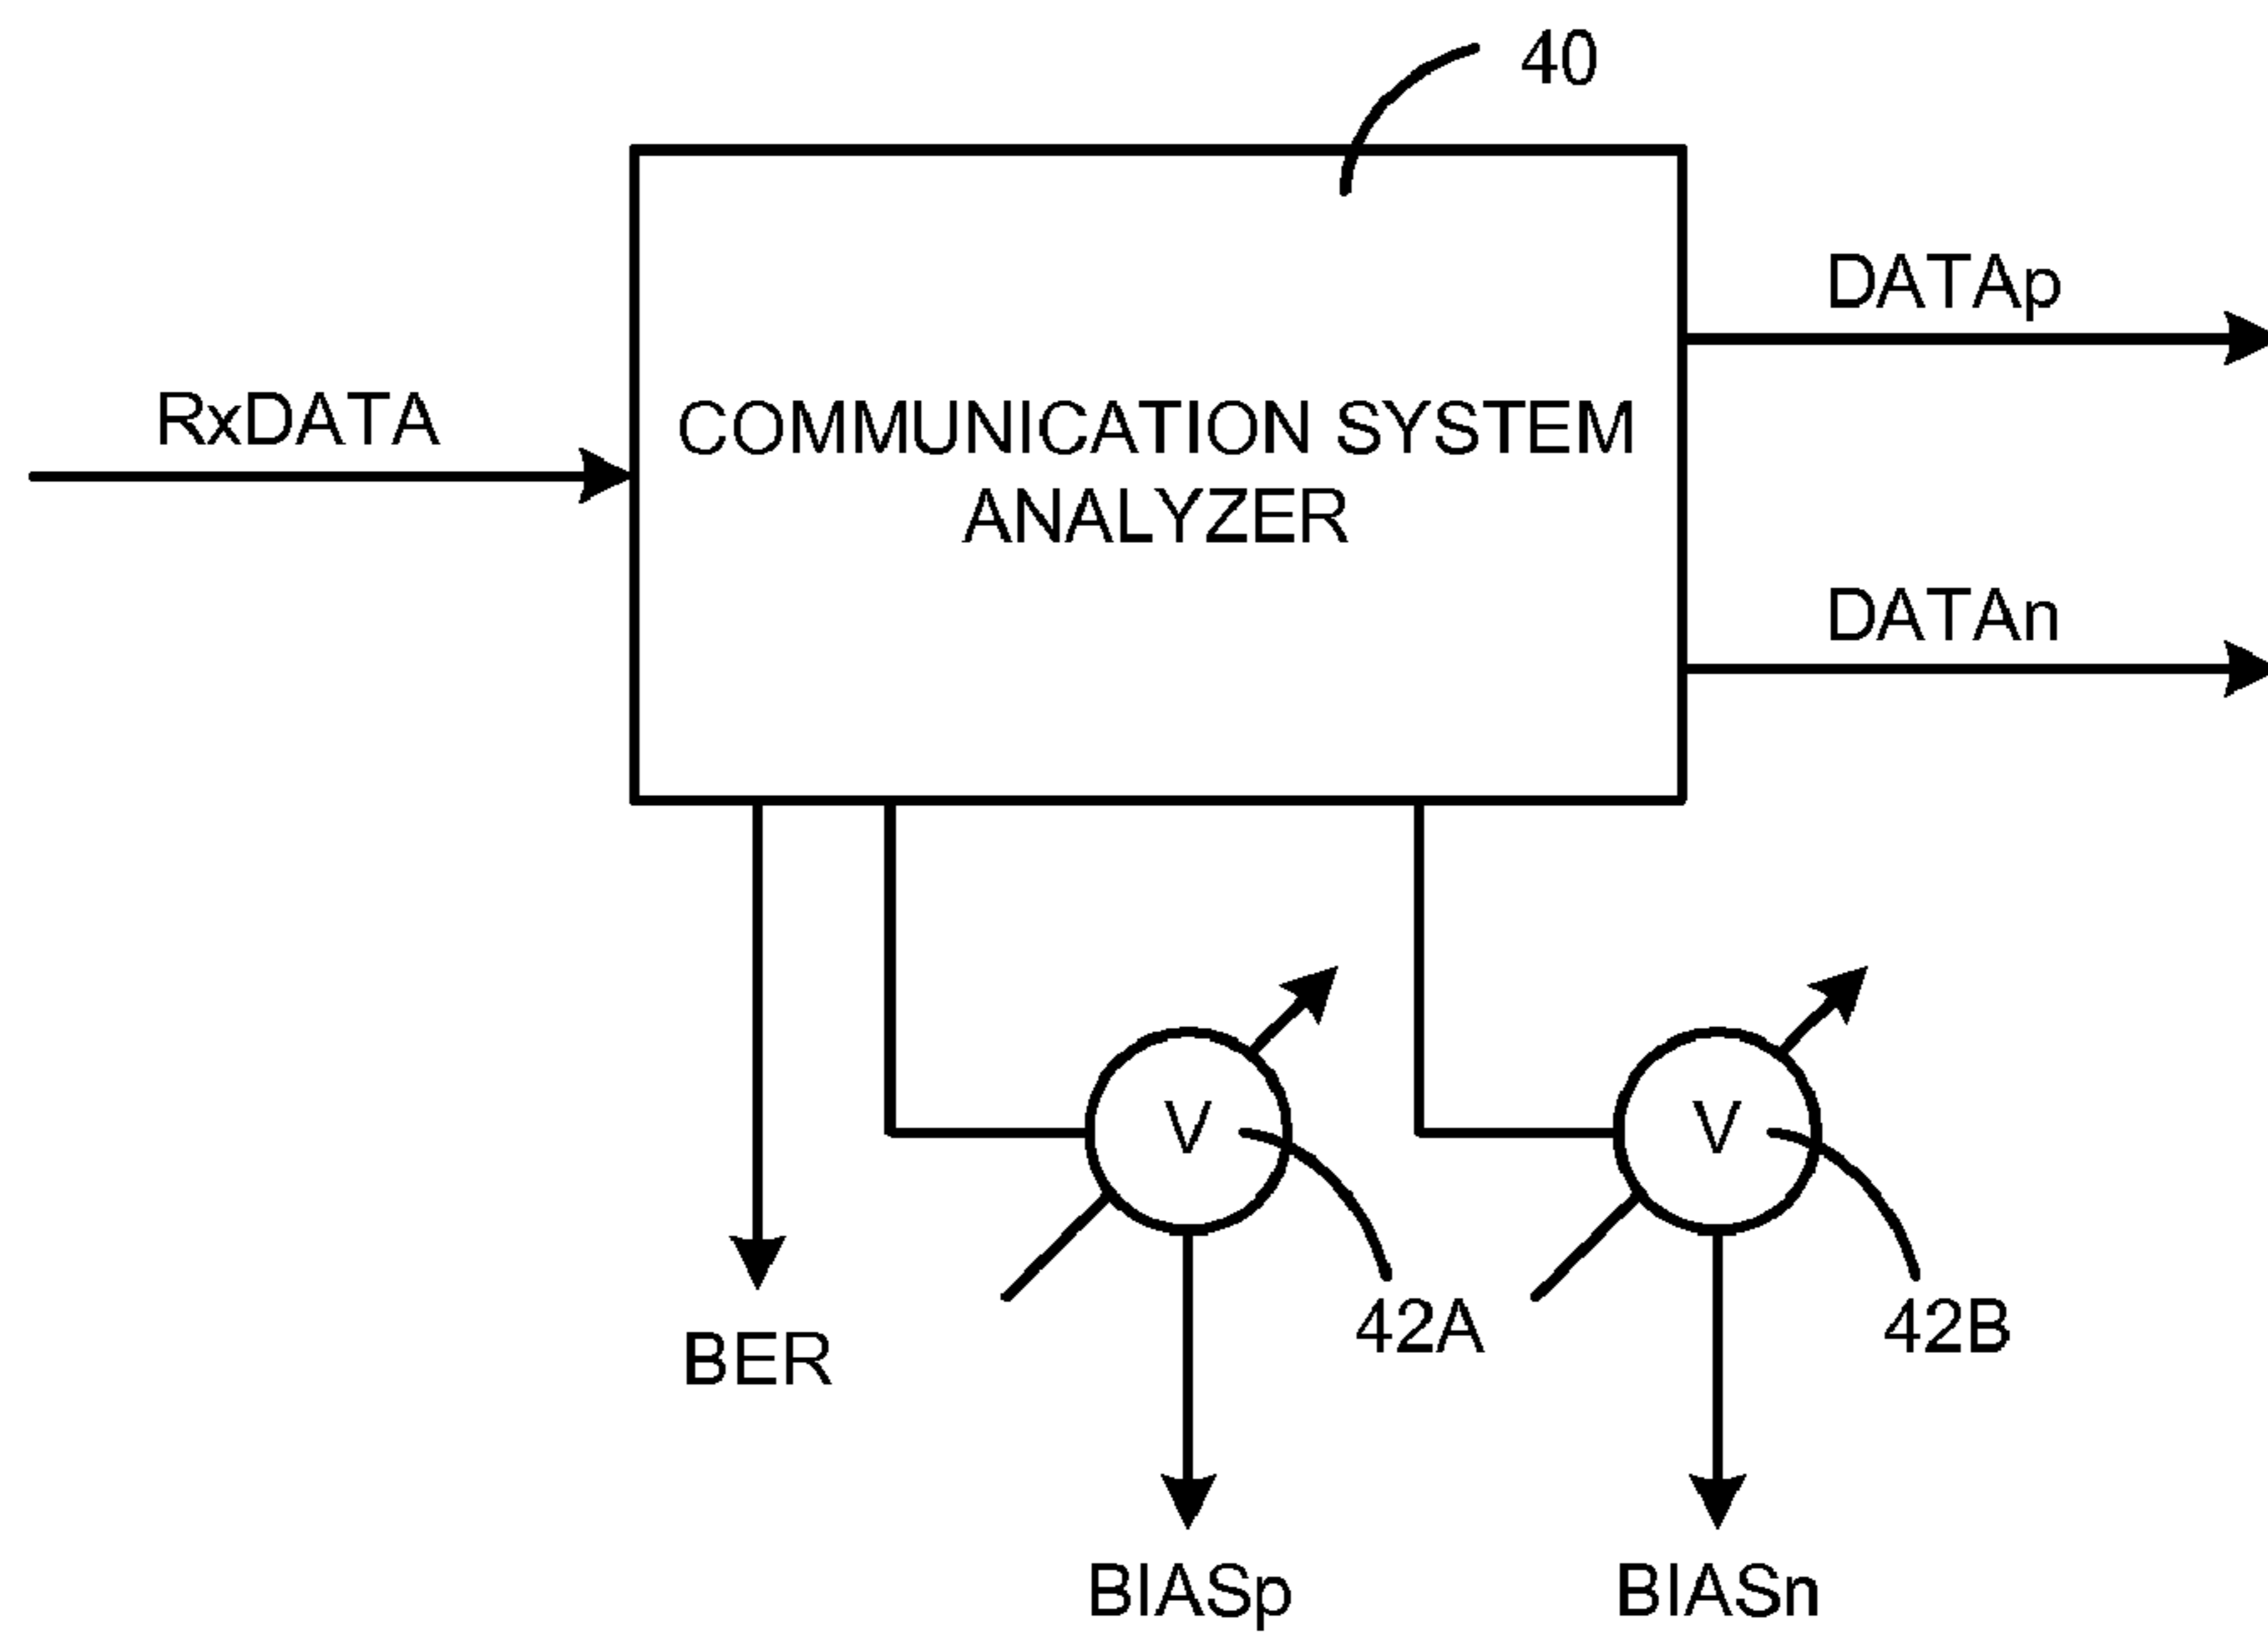 40
DATAp
RxDATA
COMMUNICATION SYSTEM
ANALYZER
DATAn
V
V
42A
42B
BER
BIASp
BIASn